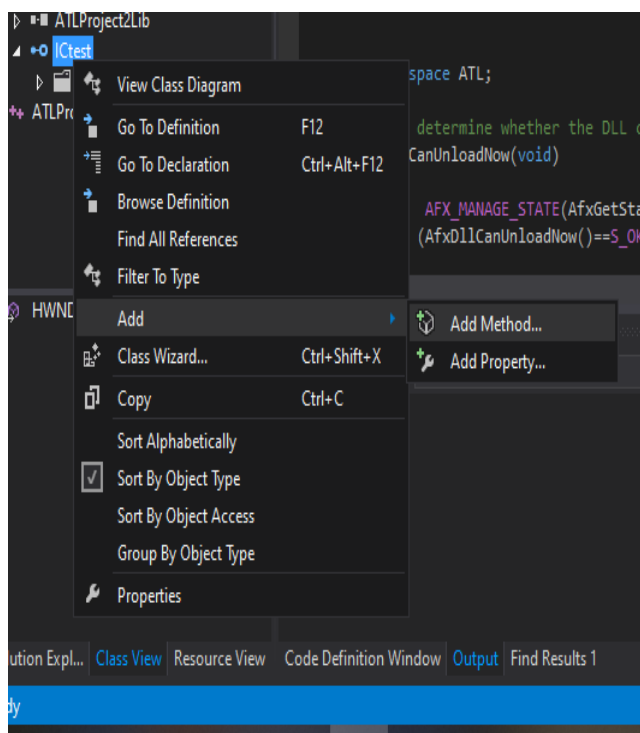 ATLProject2Lib
ICtest
View Class Diagram
space ATL;
ATLPro
Go To Definition F12
determine whether the DLL
Go To Declaration Ctrl+Alt+F12
CanUnloadNow(void)
Browse Definition
AFX_MANAGE_STATE(AfxGetSta
Find All References
(AfxDllCanUnloadNow()==S_OK
Filter To Type
HWND
Add
Add Method...
Class Wizard... Ctrl+Shift+X
Add Property...
Copy Ctrl+C
Sort Alphabetically
Sort By Object Type
Sort By Object Access
Group By Object Type
Properties
ution Expl... Class View Resource View Code Definition Window Output Find Results 1
dy